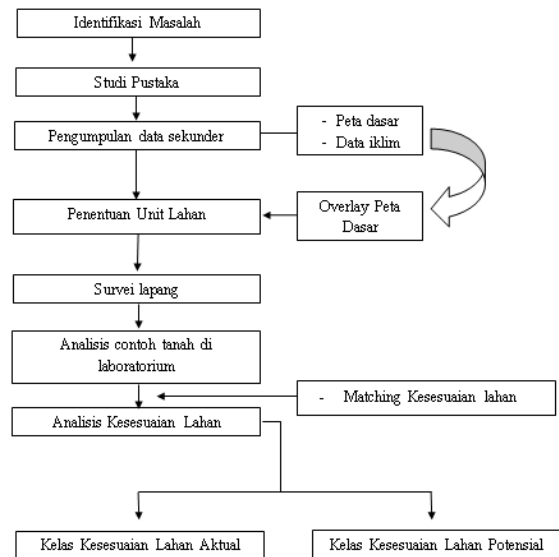 Identifikasi Masalah
Studi Pustaka
Pengumpulan data sekunder
- Peta dasar
- Data iklim
Penentuan Unit Lahan
Overlay Peta
Dasar
Survei lapang
Analisis contoh tanah di
laboratorium
- Matching Kesesuaian lahan
Analisis Kesesuaian Lahan
Kelas Kesesuaian Lahan Aktual
Kelas Kesesuaian Lahan Potensial